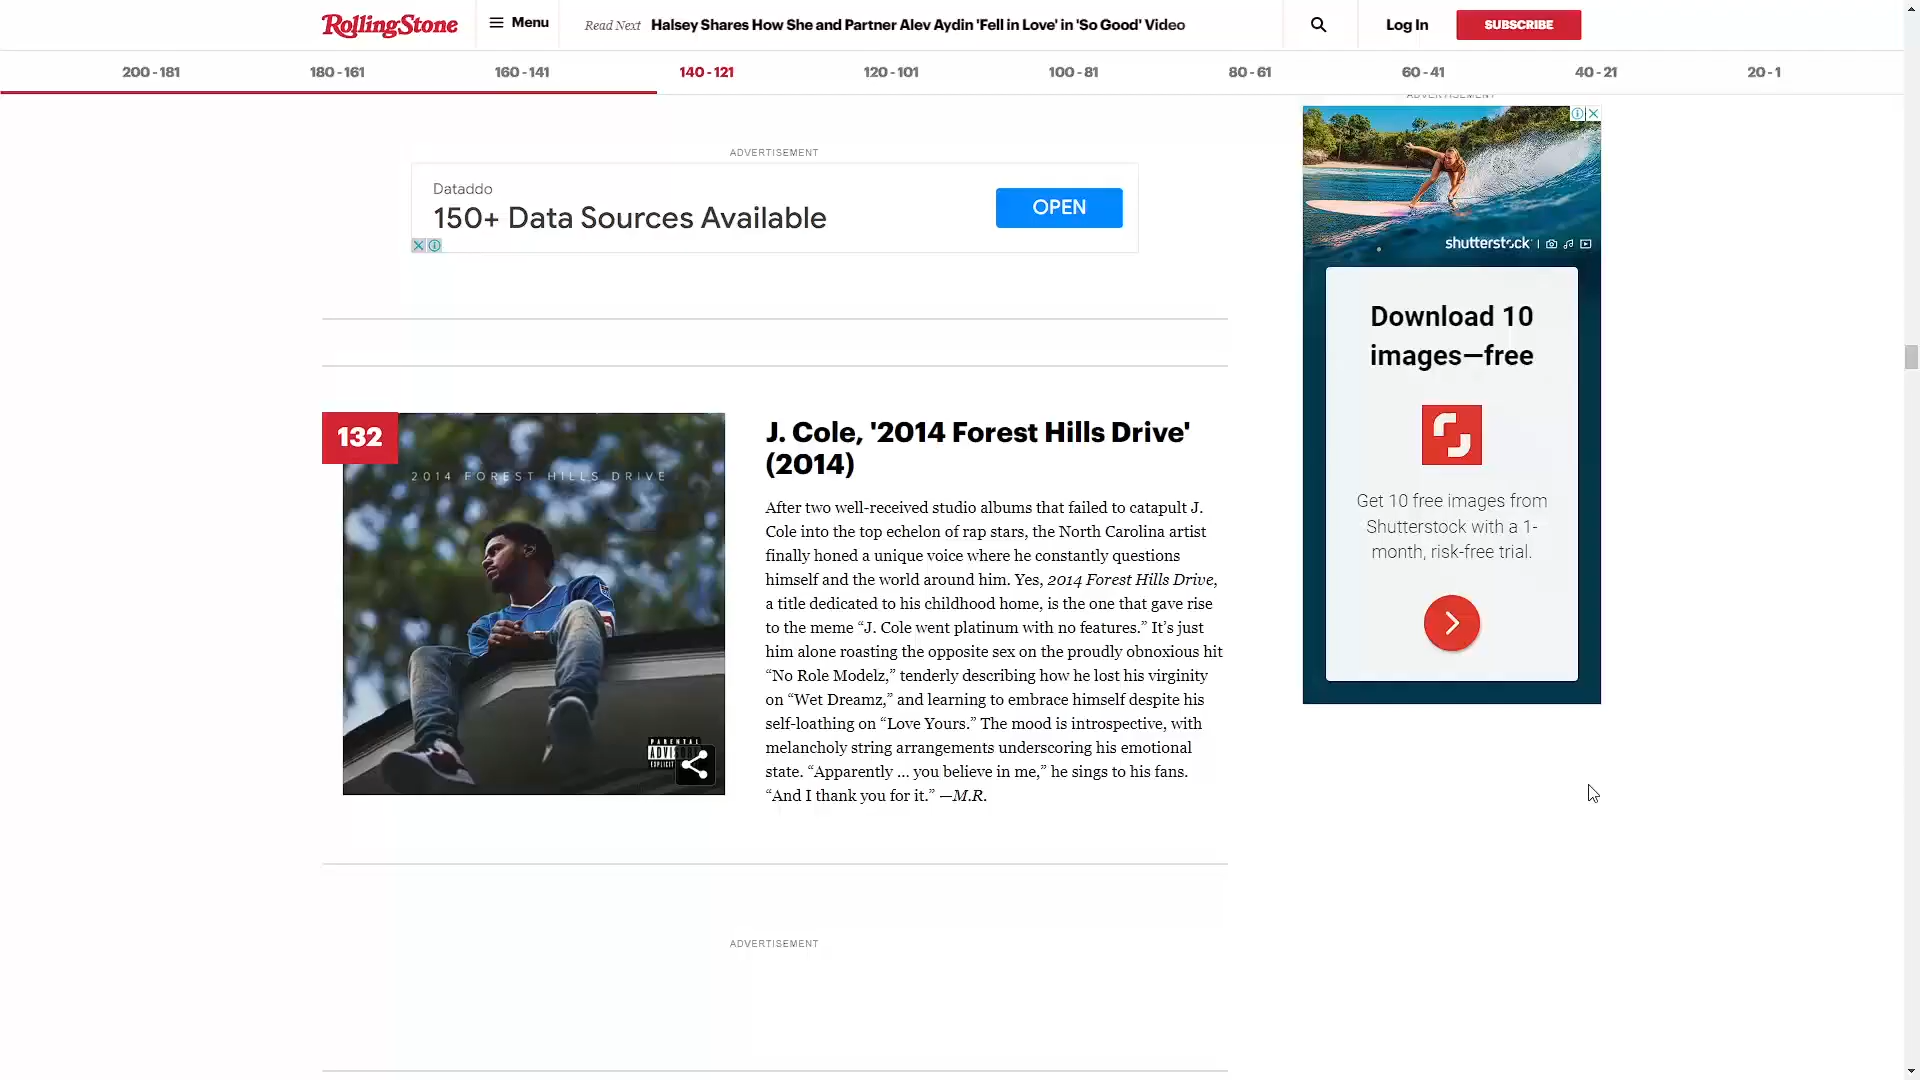 RollingStone
Menu
Read Next Halsey Shares How She and Partner Alev Aydin 'Fell in Love' in 'So Good' Video
Log In
SUBSCRIBE
200 - 181
180 - 161
160 - 141
140 - 121
120 - 101
100 - 81
80 - 61
60 - 41
40 - 21
20 - 1
ADVERTISEMENT
Dataddo
150+ Data Sources Available
OPEN
132
2014 FOREST HILLS DRIVE
PARENTAL
EXPLICIT
J. Cole, '2014 Forest Hills Drive'
(2014)
After two well-received studio albums that failed to catapult J.
Cole into the top echelon of rap stars, the North Carolina artist
finally honed a unique voice where he constantly questions
himself and the world around him. Yes, 2014 Forest Hills Drive,
a title dedicated to his childhood home, is the one that gave rise
to the meme “J. Cole went platinum with no features.” It’s just
him alone roasting the opposite sex on the proudly obnoxious hit
“No Role Modelz,” tenderly describing how he lost his virginity
on “Wet Dreamz,” and learning to embrace himself despite his
self-loathing on “Love Yours.” The mood is introspective, with
melancholy string arrangements underscoring his emotional
state. “Apparently … you believe in me,” he sings to his fans.
“And I thank you for it.” —M.R.
ADVERTISEMENT
ADVERTISEMENT
shutterstock
Download 10
images—free
Get 10 free images from
Shutterstock with a 1-
month, risk-free trial.